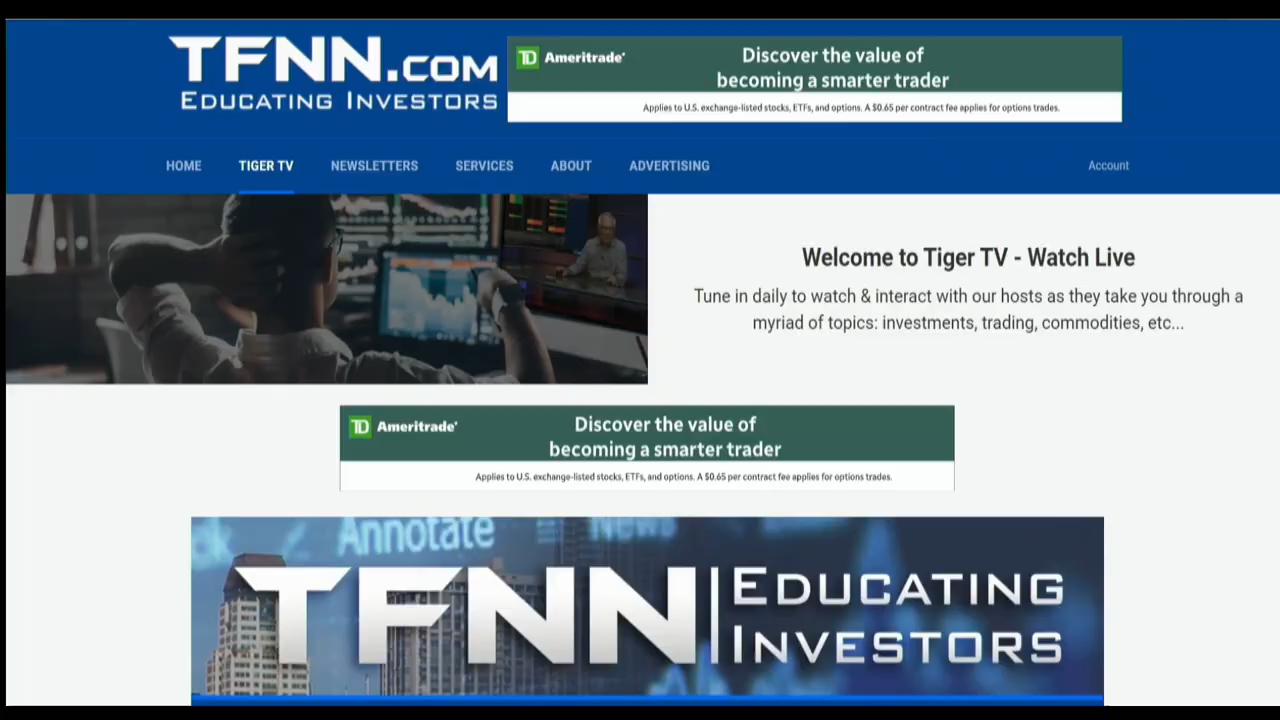 TFNN.COM
EDUCATING INVESTORS
TD Ameritrade
Discover the value of
becoming a smarter trader
Applies to U.S. exchange-listed stocks, ETFs, and options. A $0.65 per contract fee applies for options trades.
HOME TIGER TV NEWSLETTERS SERVICES ABOUT ADVERTISING Account
Welcome to Tiger TV - Watch Live
Tune in daily to watch & interact with our hosts as they take you through a
myriad of topics: investments, trading, commodities, etc...
TD Ameritrade
Discover the value of
becoming a smarter trader
Applies to U.S. exchange-listed stocks, ETFs, and options. A $0.65 per contract fee applies for options trades.
Annotate News
TFNN
EDUCATING
INVESTORS